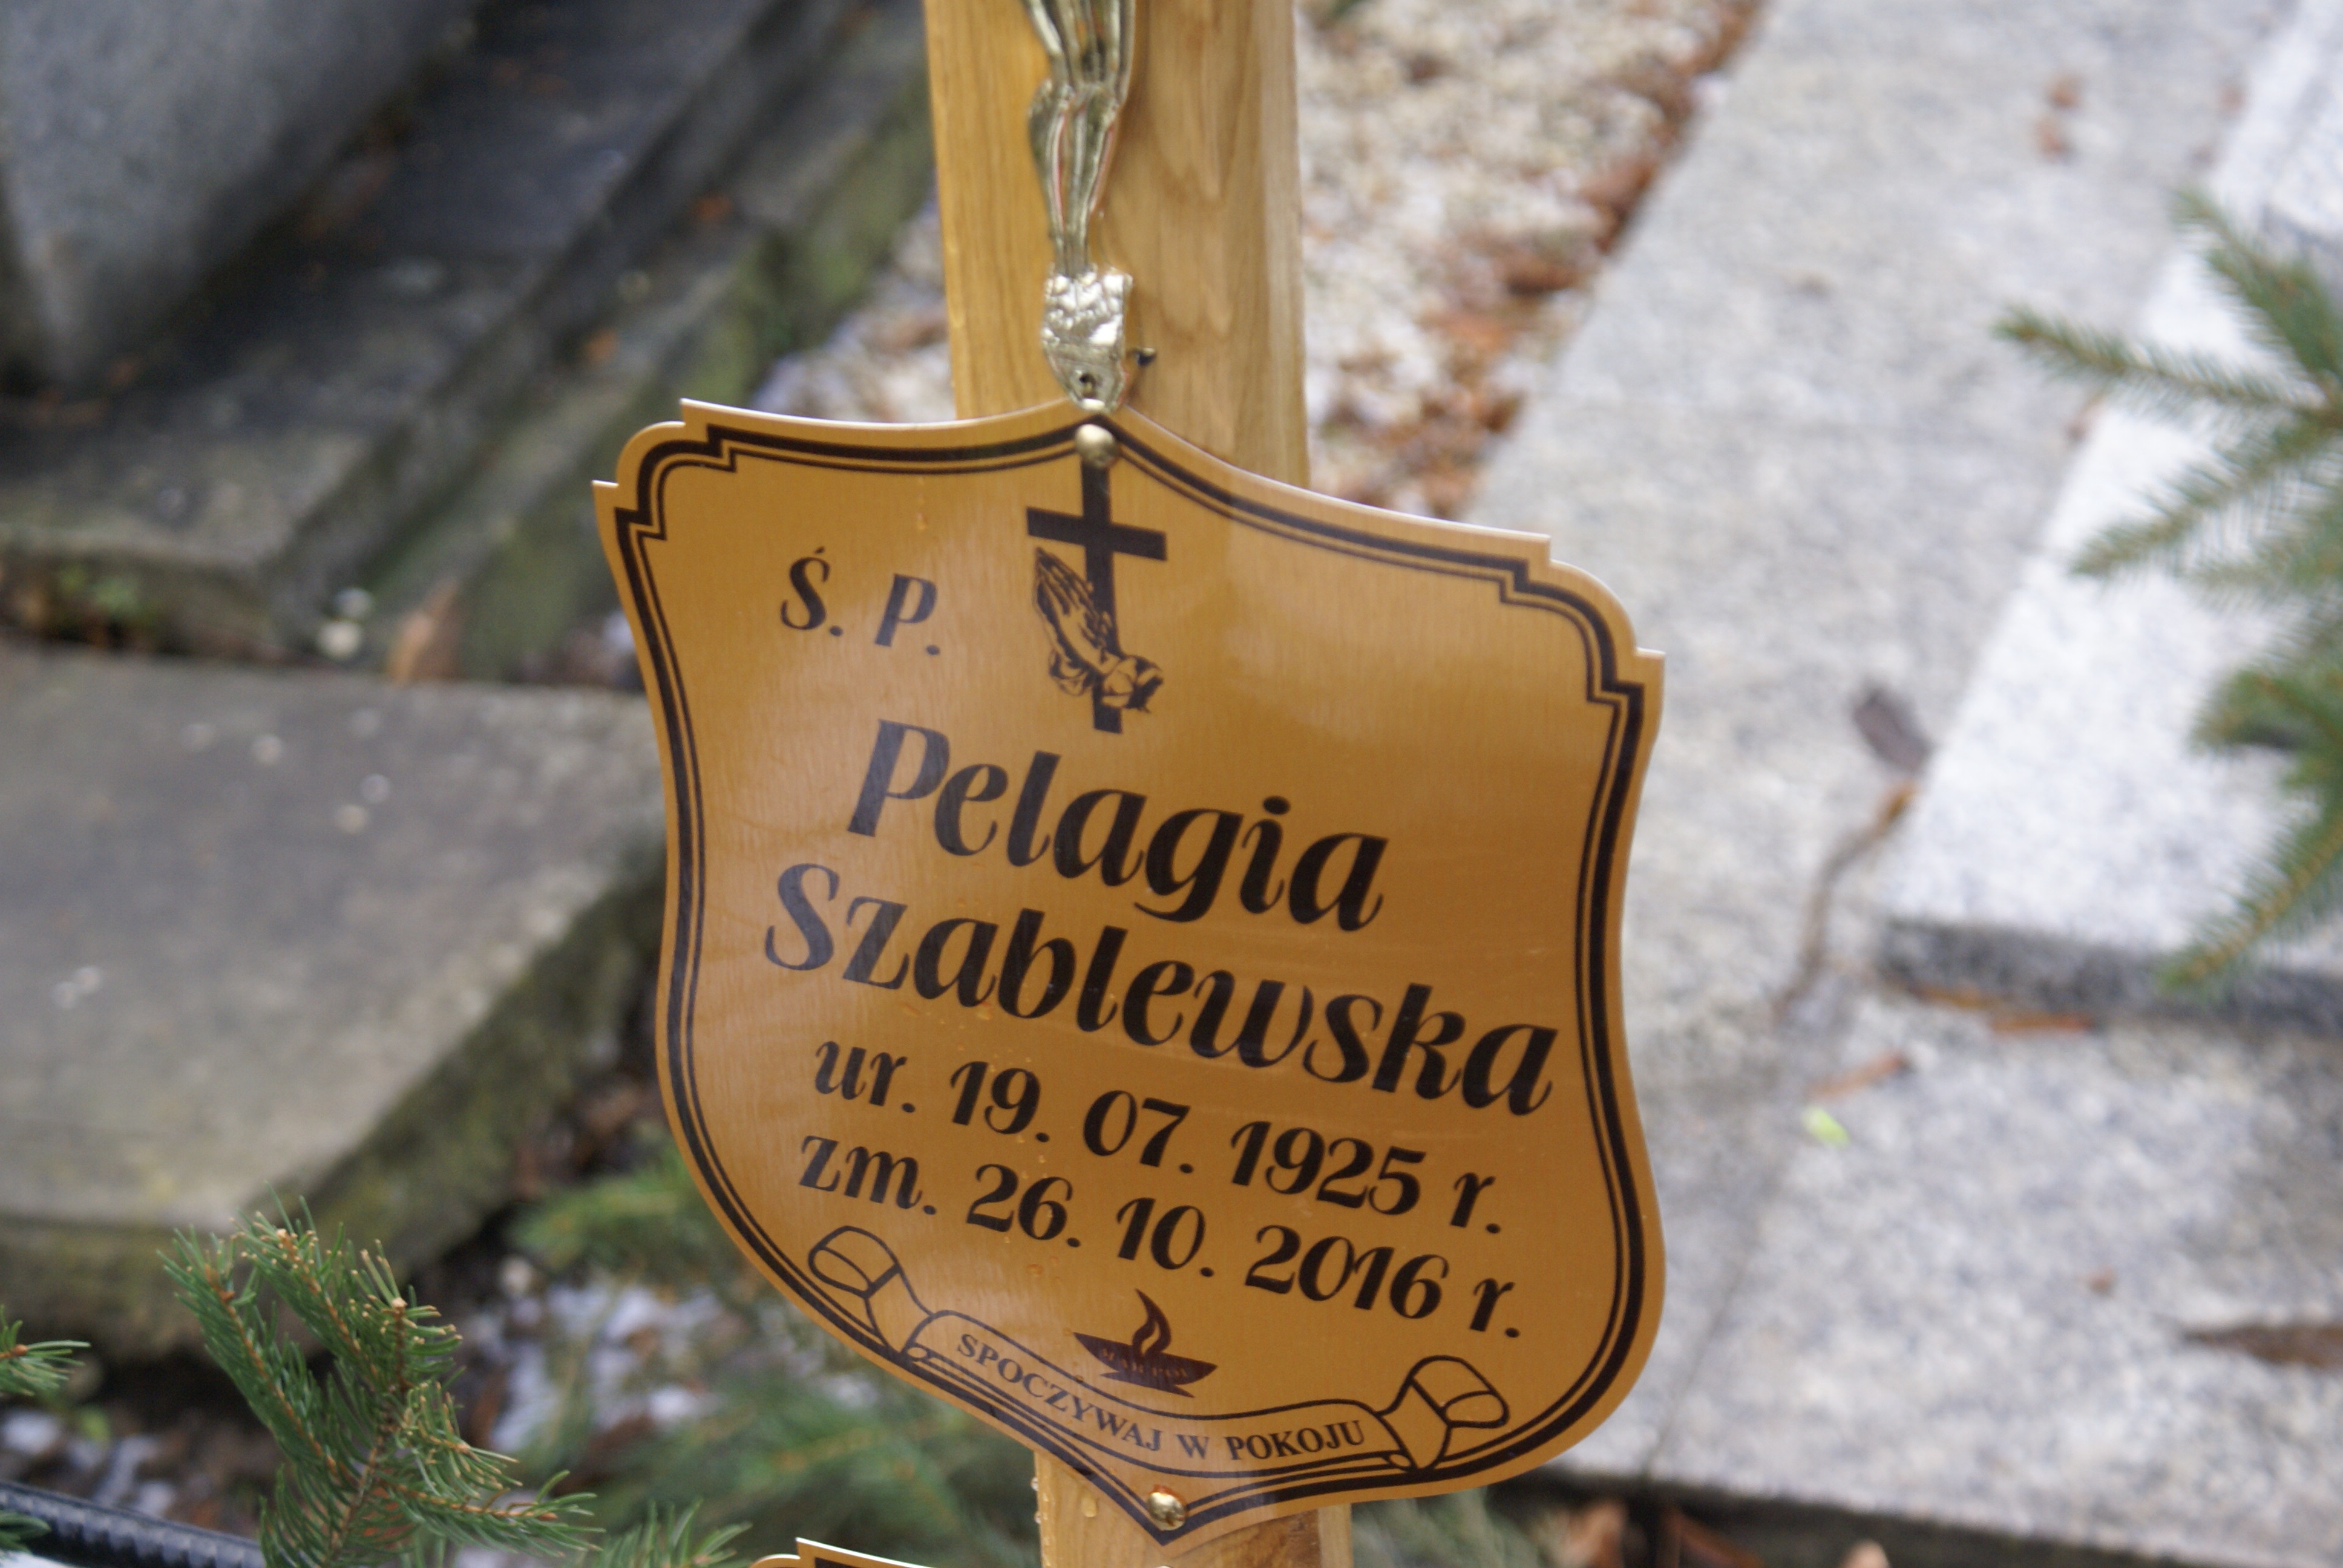 Ś. P.
Pelagia
Szablewska
ur. 19. 07. 1925 r.
zm. 26. 10. 2016 r.
SPOCZYWAJ W POKOJU